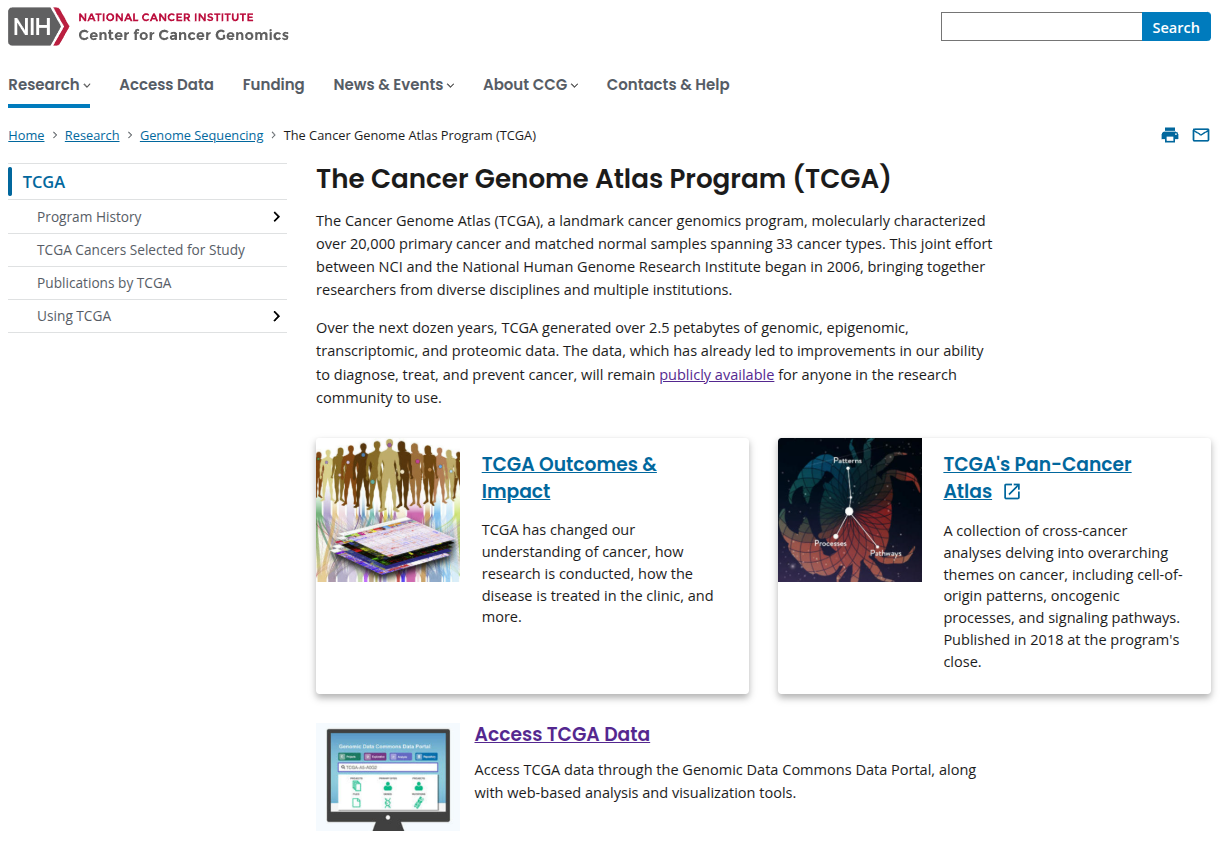 NIH NATIONAL CANCER INSTITUTE
Center for Cancer Genomics
Search
Research Access Data Funding News & Events About CCG Contacts & Help
Home > Research > Genome Sequencing > The Cancer Genome Atlas Program (TCGA)
TCGA
Program History
TCGA Cancers Selected for Study
Publications by TCGA
Using TCGA
The Cancer Genome Atlas Program (TCGA)
The Cancer Genome Atlas (TCGA), a landmark cancer genomics program, molecularly characterized
over 20,000 primary cancer and matched normal samples spanning 33 cancer types. This joint effort
between NCI and the National Human Genome Research Institute began in 2006, bringing together
researchers from diverse disciplines and multiple institutions.
Over the next dozen years, TCGA generated over 2.5 petabytes of genomic, epigenomic,
transcriptomic, and proteomic data. The data, which has already led to improvements in our ability
to diagnose, treat, and prevent cancer, will remain publicly available for anyone in the research
community to use.
TCGA Outcomes &
Impact
TCGA has changed our
understanding of cancer, how
research is conducted, how the
disease is treated in the clinic, and
more.
Patterns
Processes
Pathways
TCGA's Pan-Cancer
Atlas
A collection of cross-cancer
analyses delving into overarching
themes on cancer, including cell-of-
origin patterns, oncogenic
processes, and signaling pathways.
Published in 2018 at the program's
close.
Genomic Data Commons Data Portal
Access TCGA Data
Access TCGA data through the Genomic Data Commons Data Portal, along
with web-based analysis and visualization tools.